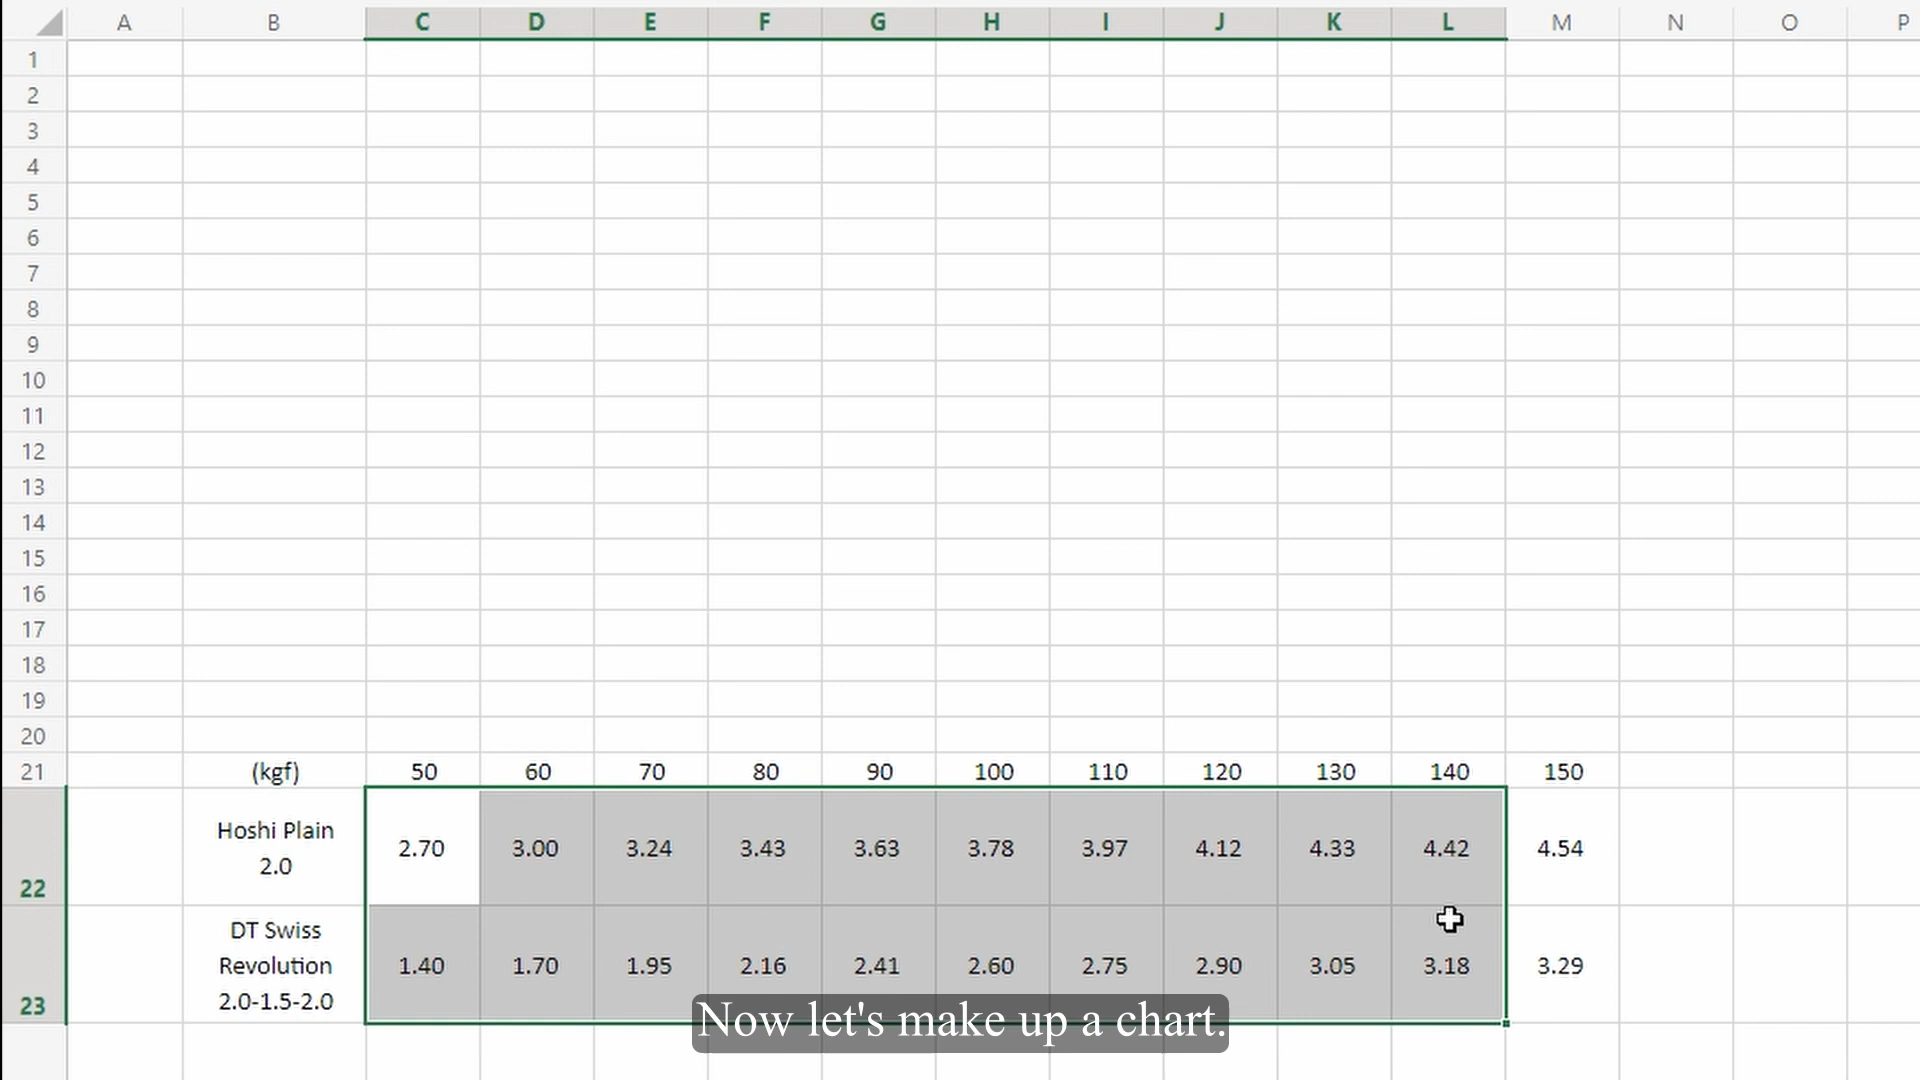 A B C D E F G H I J K L M N O P
1
2
3
4
5
6
7
8
9
10
11
12
13
14
15
16
17
18
19
20
21 (kgf) 50 60 70 80 90 100 110 120 130 140 150
Hoshi Plain
2.0
22 2.70 3.00 3.24 3.43 3.63 3.78 3.97 4.12 4.33 4.42 4.54
DT Swiss
Revolution
2.0-1.5-2.0
23 1.40 1.70 1.95 2.16 2.41 2.60 2.75 2.90 3.05 3.18 3.29
Now let's make up a chart.